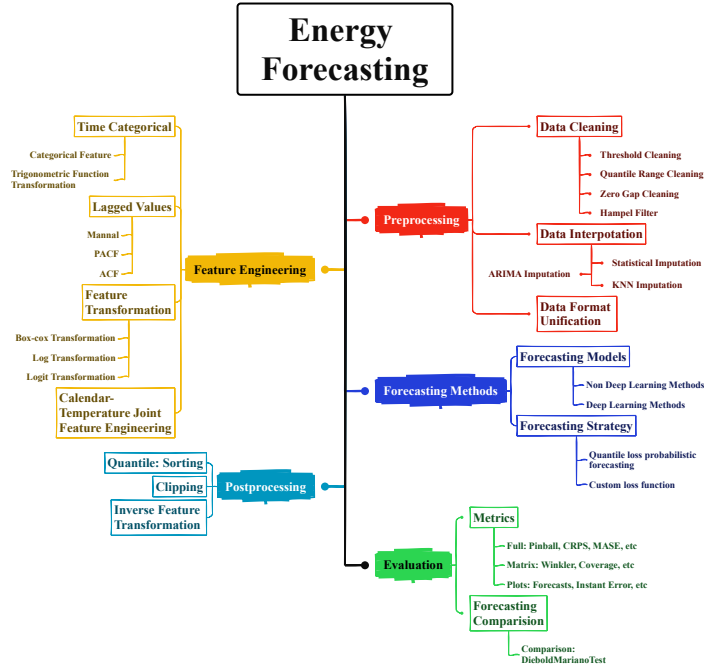 Energy
Forecasting
Time Categorical
Categorical Feature
Trigonometric Function
Transformation
Lagged Values
Mannal
PACF
ACF
Feature Engineering
Feature
Transformation
Box-cox Transformation
Log Transformation
Logit Transformation
Calendar-
Temperature Joint
Feature Engineering
Quantile: Sorting
Clipping
Postprocessing
Inverse Feature
Transformation
Data Cleaning
Threshold Cleaning
Quantile Range Cleaning
Zero Gap Cleaning
Hampel Filter
Preprocessing
Data Interpotation
Statistical Imputation
ARIMA Imputation
KNN Imputation
Data Format
Unification
Forecasting Models
Non Deep Learning Methods
Deep Learning Methods
Forecasting Methods
Forecasting Strategy
Quantile loss probabilistic
forecasting
Custom loss function
Metrics
Full: Pinball, CRPS, MASE, etc
Matrix: Winkler, Coverage, etc
Plots: Forecasts, Instant Error, etc
Evaluation
Forecasting
Comparision
Comparison:
DieboldMarianoTest